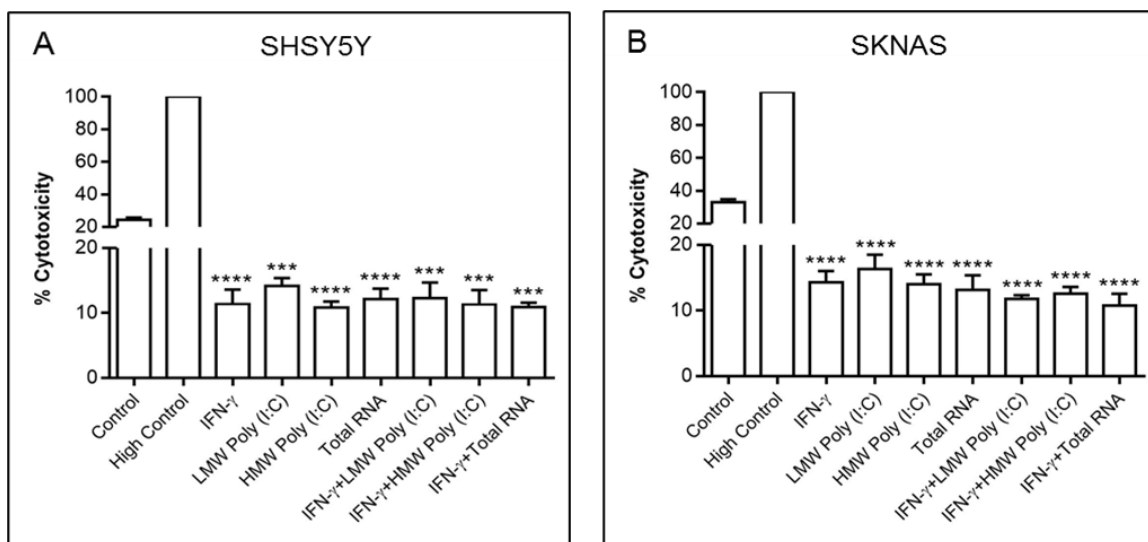 A
SHSY5Y
% Cytotoxicity
100
80
60
40
20
20
10
0
**** *** **** **** *** *** ***
Control
High Control
IFN-γ
LMW Poly (I:C)
HMW Poly (I:C)
Total RNA
IFN-γ+LMW Poly (I:C)
IFN-γ+HMW Poly (I:C)
IFN-γ+Total RNA
B
SKNAS
% Cytotoxicity
100
80
60
40
20
20
10
0
**** **** **** **** **** **** ****
Control
High Control
IFN-γ
LMW Poly (I:C)
HMW Poly (I:C)
Total RNA
IFN-γ+LMW Poly (I:C)
IFN-γ+HMW Poly (I:C)
IFN-γ+Total RNA